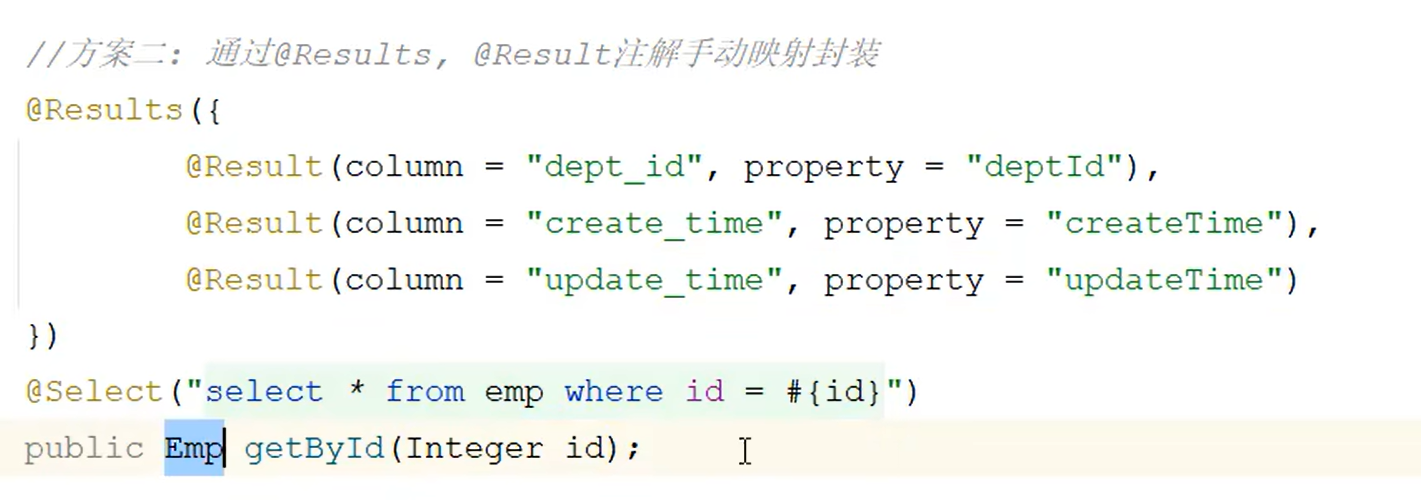 //方案二: 通过@Results, @Result注解手动映射封装
@Results({
@Result(column = "dept_id", property = "deptId"),
@Result(column = "create_time", property = "createTime"),
@Result(column = "update_time", property = "updateTime")
})
@Select("select * from emp where id = #{id}")
public Emp getById(Integer id);